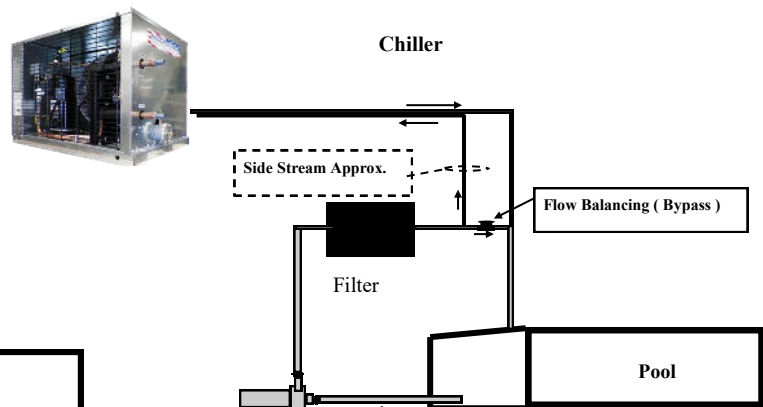 Chiller
Side Stream Approx.
Flow Balancing ( Bypass )
Filter
Pool